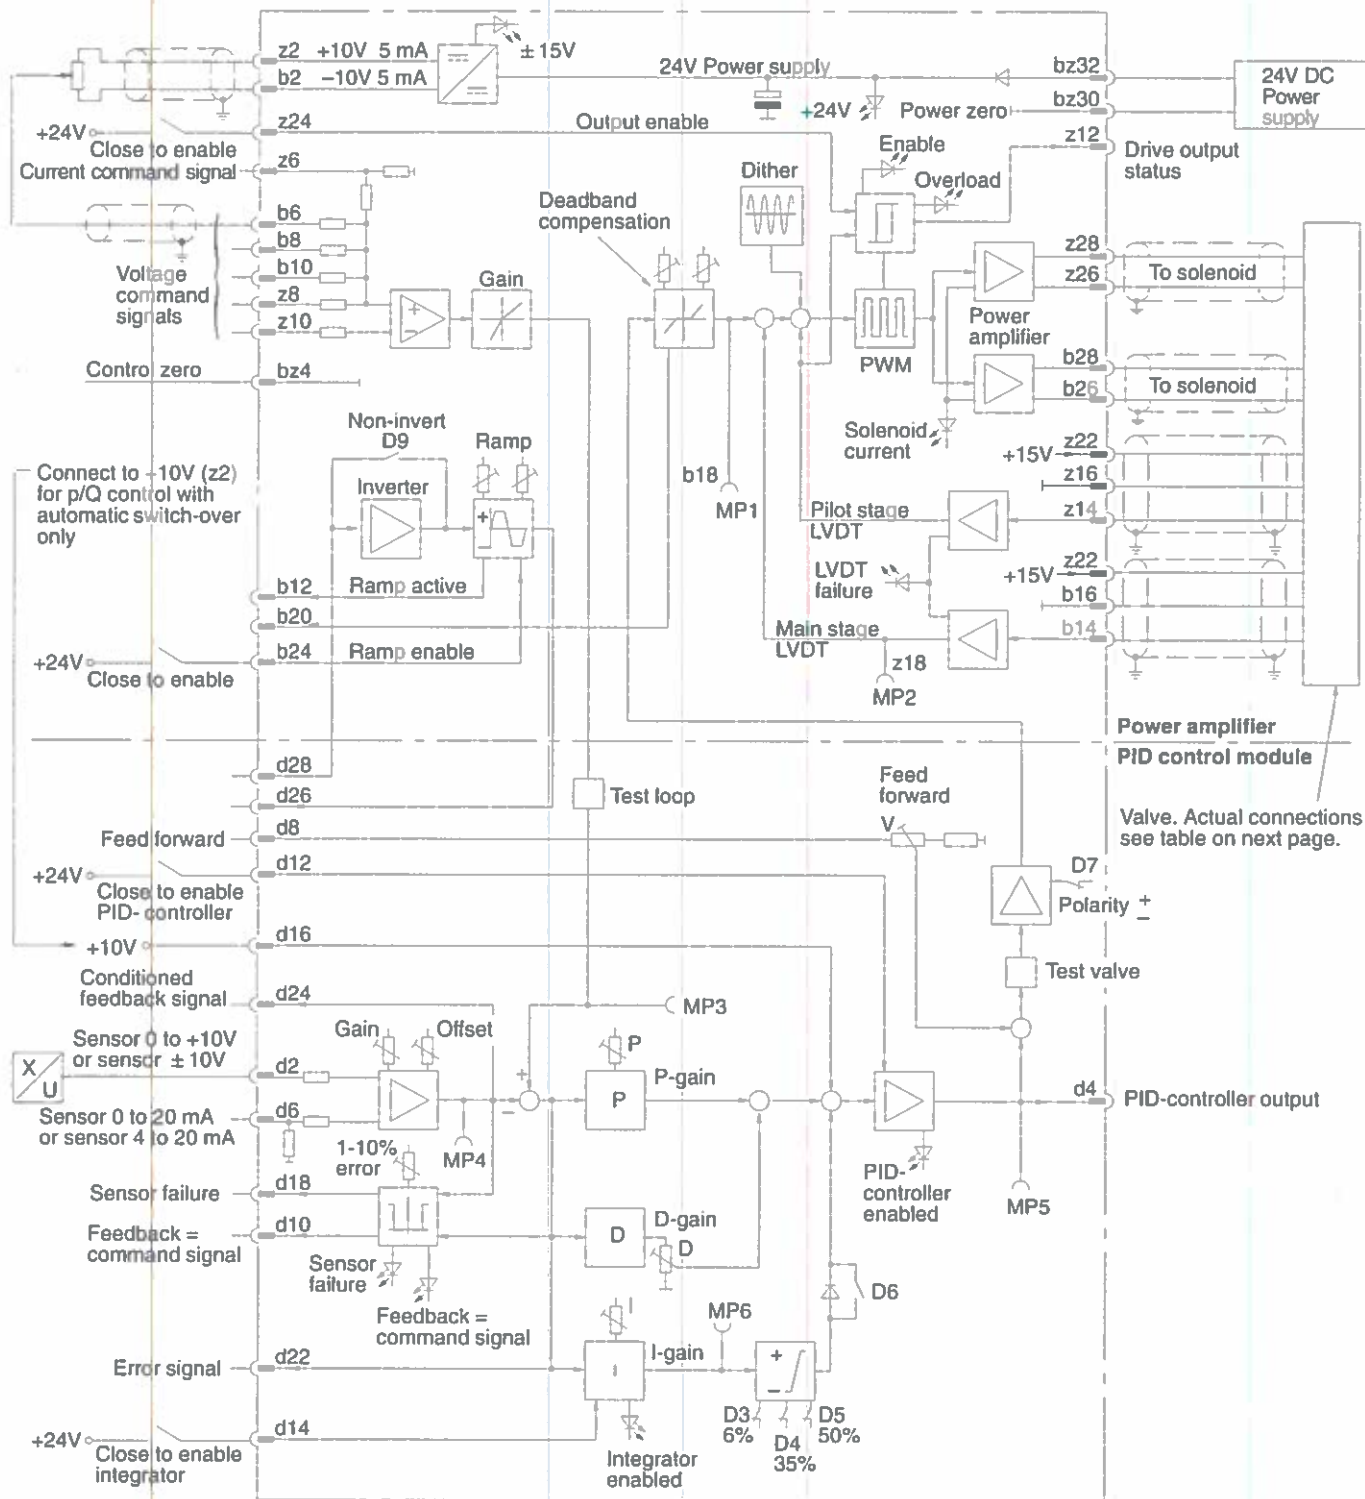 z2 +10V 5 mA
± 15V
b2 −10V 5 mA
24V Power supply
bz32
24V DC
Power
supply
+24V
Power zero
bz30
+24V
z24
Output enable
z12
Close to enable
Drive output
status
Current command signal
z6
Enable
Dither
Overload
Deadband
compensation
b6
b8
b10
z8
z10
Voltage
command
signals
Gain
z28
To solenoid
z26
Power
amplifier
PWM
b28
To solenoid
b26
Control zero
bz4
Solenoid
current
Non-invert
D9
Ramp
z22
+15V
z16
z14
Connect to +10V (z2)
for p/Q control with
automatic switch-over
only
Inverter
b18
MP1
Pilot stage
LVDT
LVDT
failure
z22
+15V
b16
b14
b12
Ramp active
b20
Main stage
LVDT
z18
MP2
+24V
b24
Ramp enable
Close to enable
Power amplifier
PID control module
d28
d26
Test loop
Feed
forward
V
Valve. Actual connections
see table on next page.
Feed forward
d8
+24V
d12
Close to enable
PID- controller
D7
Polarity + −
+10V
d16
Test valve
Conditioned
feedback signal
d24
MP3
Sensor 0 to +10V
or sensor ± 10V
Gain
Offset
P
X
U
d2
+
−
P
P-gain
d4
PID-controller output
Sensor 0 to 20 mA
or sensor 4 to 20 mA
d6
MP4
1-10%
error
PID-
controller
enabled
MP5
Sensor failure
d18
Feedback =
command signal
d10
D
D-gain
D
Sensor
failure
Feedback =
command signal
D6
MP6
I
Error signal
d22
I
I-gain
+
−
D3
6%
D4
35%
D5
50%
+24V
d14
Close to enable
integrator
Integrator
enabled